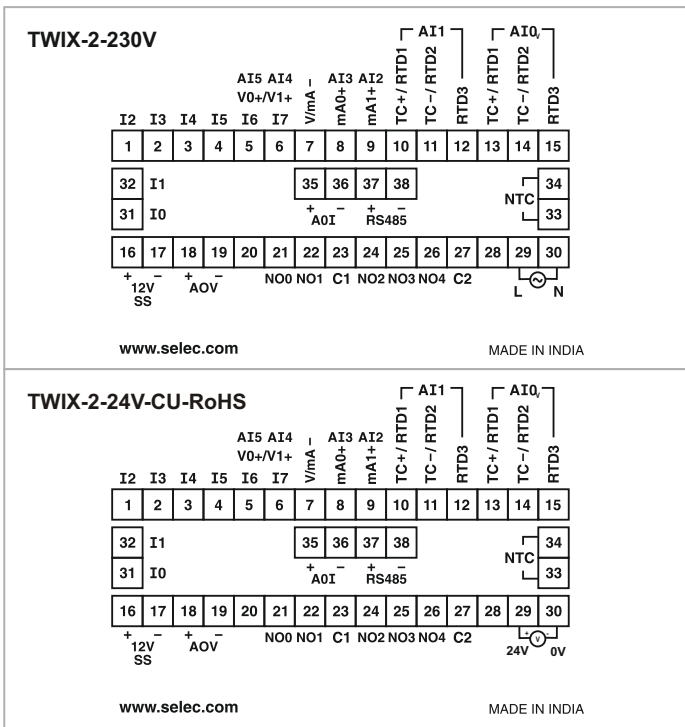 TWIX-2-230V
AI1 AI0v
AI5 AI4 V/mA – AI3 AI2 TC+/ RTD1 TC–/ RTD2 RTD3 TC+/ RTD1 TC–/ RTD2 RTD3
V0+/V1+ mA0+ mA1+
I2 I3 I4 I5 I6 I7
1 2 3 4 5 6 7 8 9 10 11 12 13 14 15
32 I1 35 36 37 38 34
+ – + – NTC
31 I0 A0I RS485 33
16 17 18 19 20 21 22 23 24 25 26 27 28 29 30
+ – + – NO0 NO1 C1 NO2 NO3 NO4 C2
12V AOV L N
SS
www.selec.com MADE IN INDIA
TWIX-2-24V-CU-RoHS
AI1 AI0v
AI5 AI4 V/mA – AI3 AI2 TC+/ RTD1 TC–/ RTD2 RTD3 TC+/ RTD1 TC–/ RTD2 RTD3
V0+/V1+ mA0+ mA1+
I2 I3 I4 I5 I6 I7
1 2 3 4 5 6 7 8 9 10 11 12 13 14 15
32 I1 35 36 37 38 34
+ – + – NTC
31 I0 A0I RS485 33
16 17 18 19 20 21 22 23 24 25 26 27 28 29 30
+ – + – NO0 NO1 C1 NO2 NO3 NO4 C2 + V -
12V AOV 24V 0V
SS
www.selec.com MADE IN INDIA